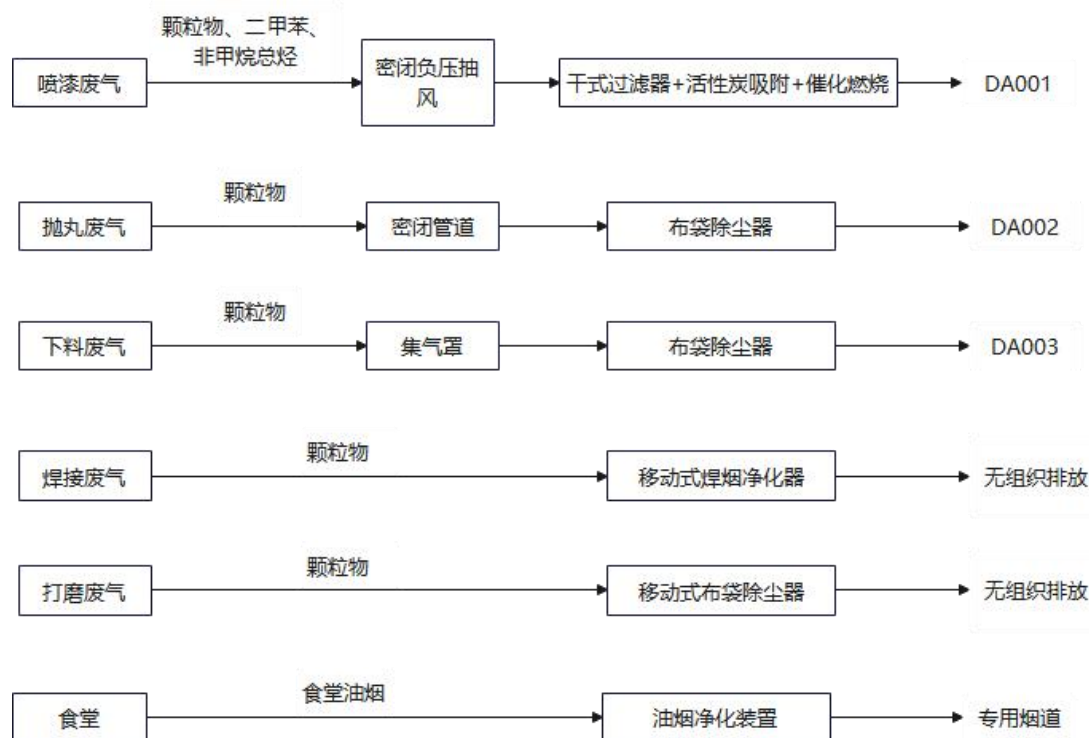 颗粒物、二甲苯、
非甲烷总烃
喷漆废气
密闭负压抽
风
干式过滤器+活性炭吸附+催化燃烧
DA001
颗粒物
抛丸废气
密闭管道
布袋除尘器
DA002
颗粒物
下料废气
集气罩
布袋除尘器
DA003
颗粒物
焊接废气
移动式焊烟净化器
无组织排放
颗粒物
打磨废气
移动式布袋除尘器
无组织排放
食堂油烟
食堂
油烟净化装置
专用烟道